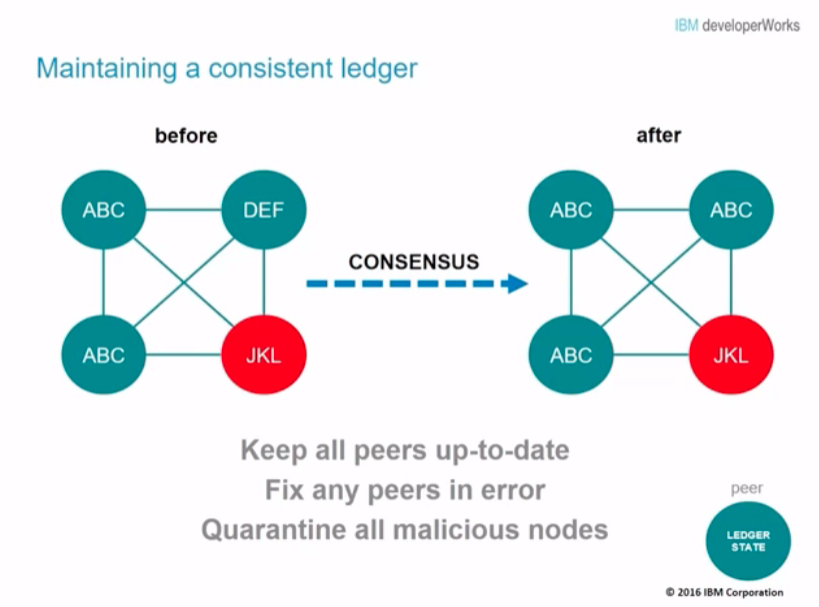 IBM developerWorks
Maintaining a consistent ledger
before
after
ABC
DEF
ABC
ABC
CONSENSUS
ABC
JKL
ABC
JKL
Keep all peers up-to-date
Fix any peers in error
Quarantine all malicious nodes
peer
LEDGER
STATE
© 2016 IBM Corporation